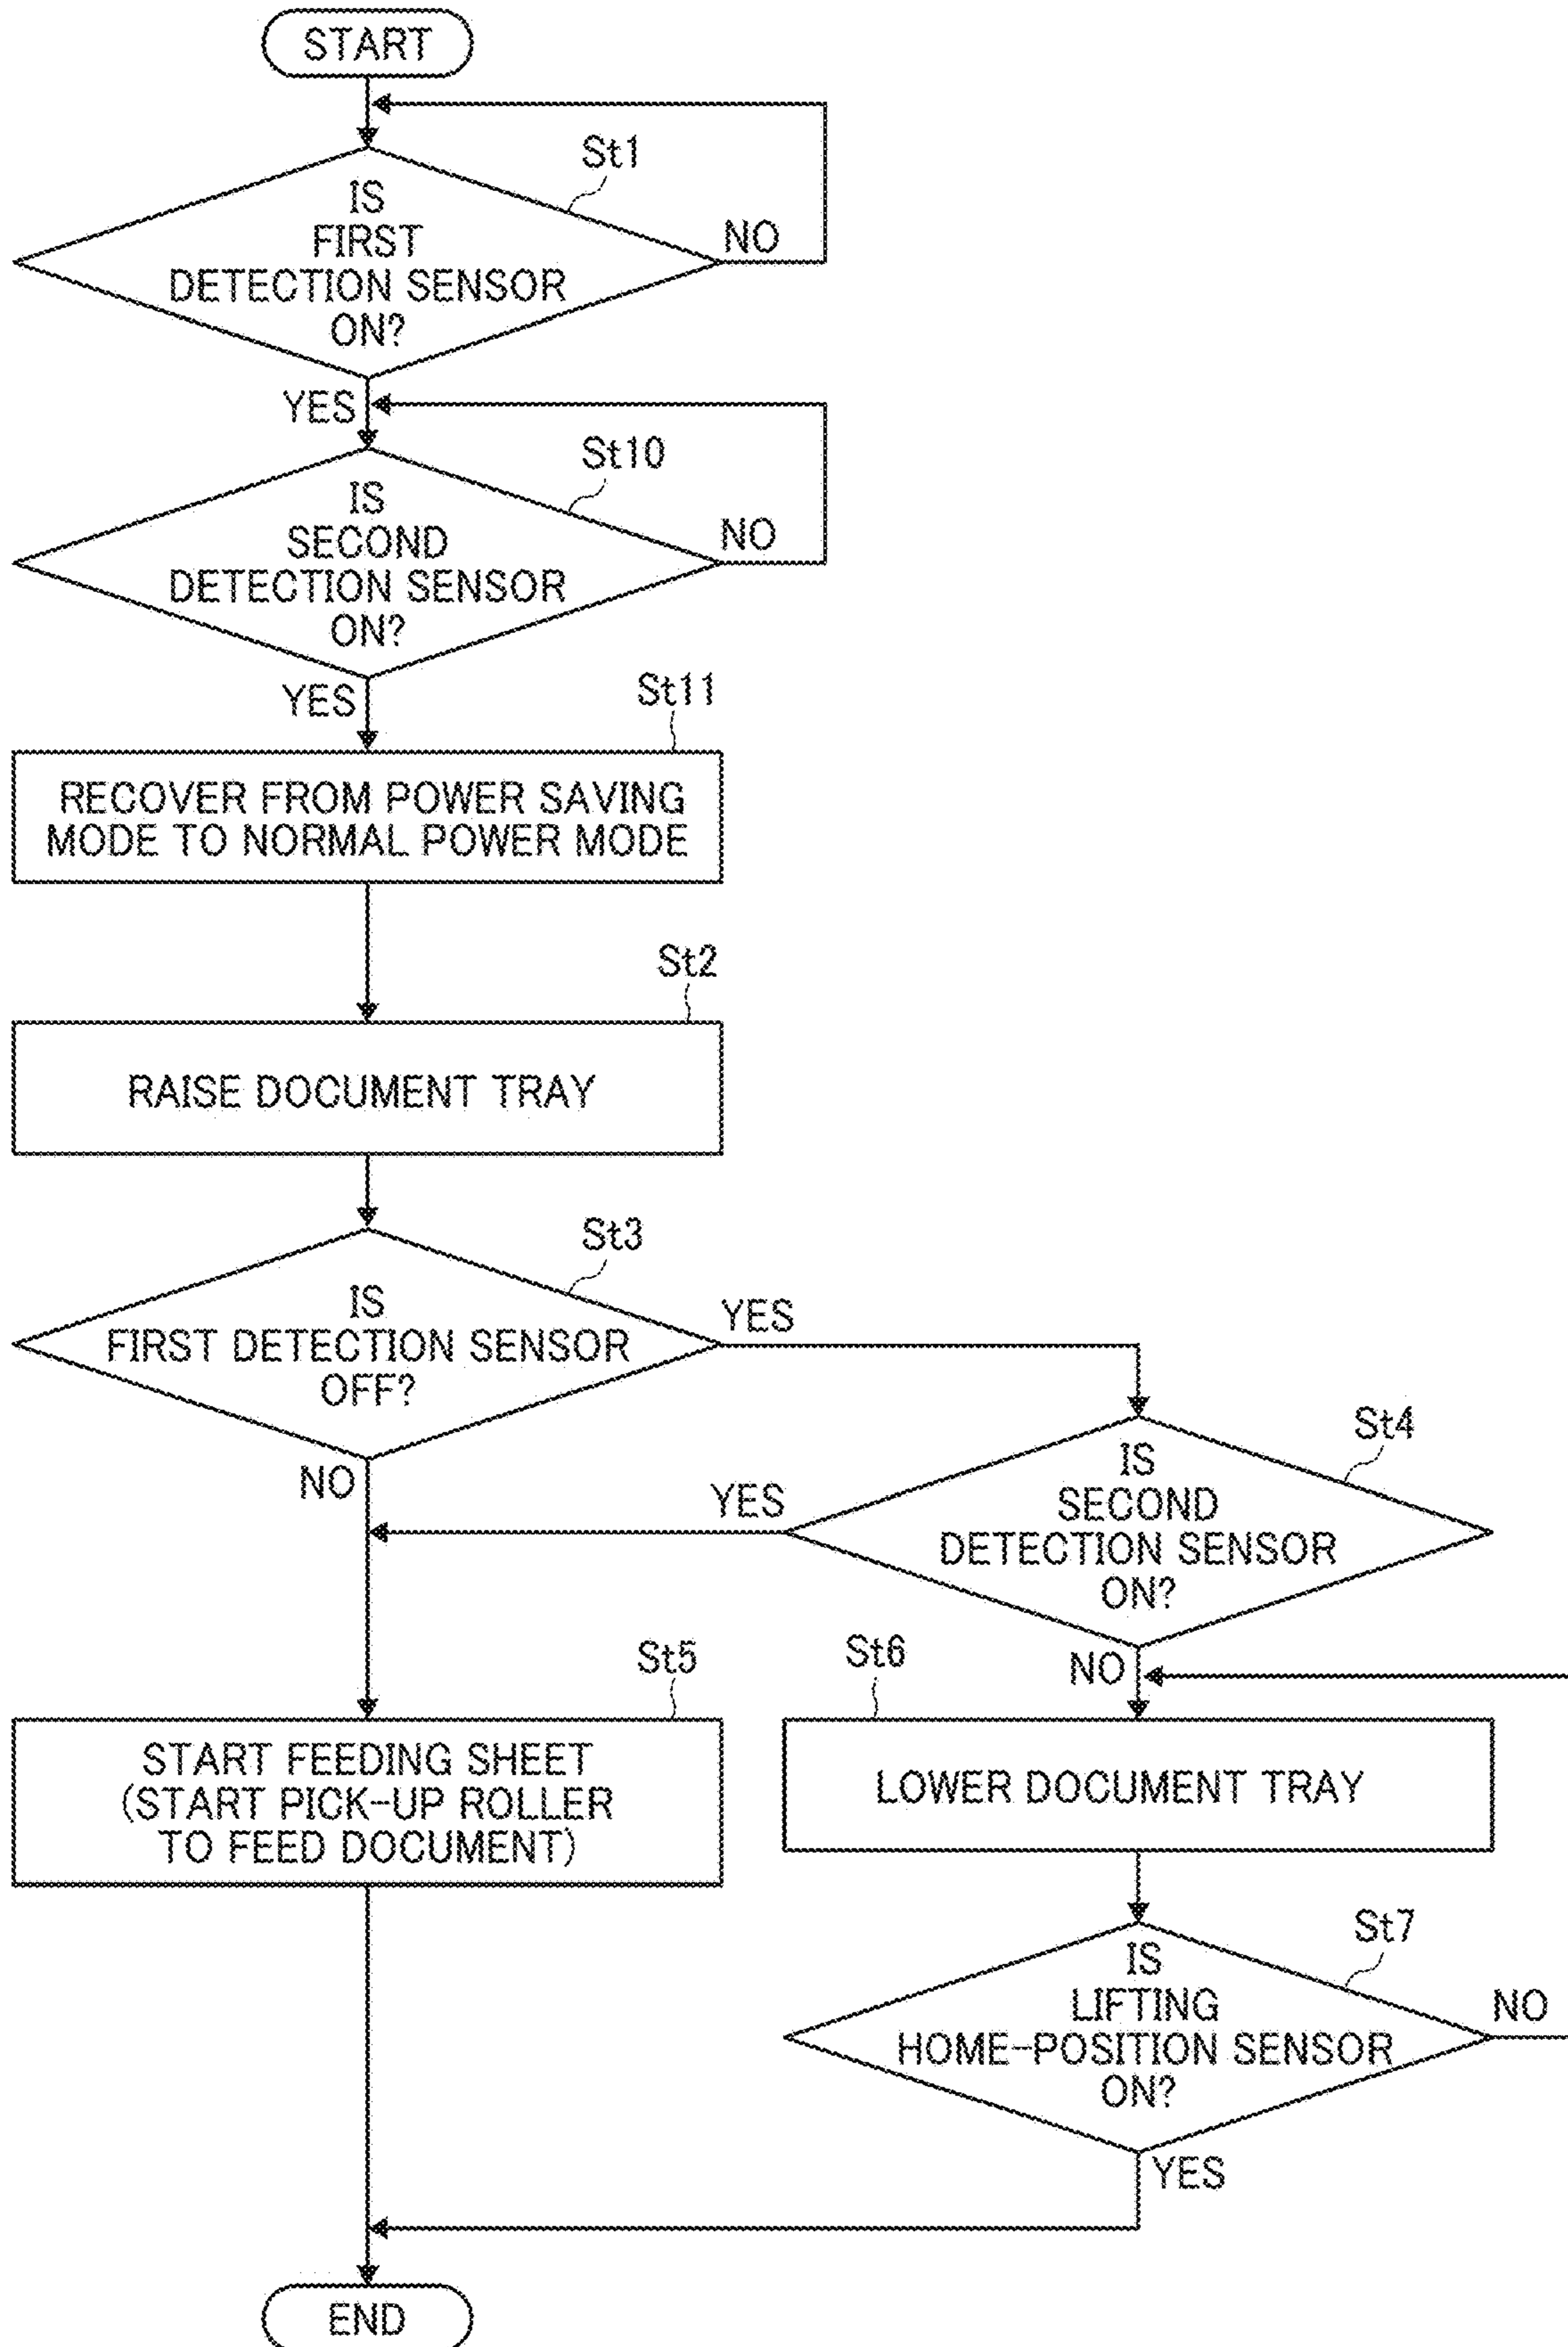 START
St1
IS
FIRST
DETECTION SENSOR
ON?
NO
YES
St10
IS
SECOND
DETECTION SENSOR
ON?
NO
YES
St11
RECOVER FROM POWER SAVING
MODE TO NORMAL POWER MODE
St2
RAISE DOCUMENT TRAY
St3
IS
FIRST DETECTION SENSOR
OFF?
YES
NO
St4
IS
SECOND
DETECTION SENSOR
ON?
YES
NO
St5
START FEEDING SHEET
(START PICK-UP ROLLER
TO FEED DOCUMENT)
St6
LOWER DOCUMENT TRAY
St7
IS
LIFTING
HOME-POSITION SENSOR
ON?
NO
YES
END